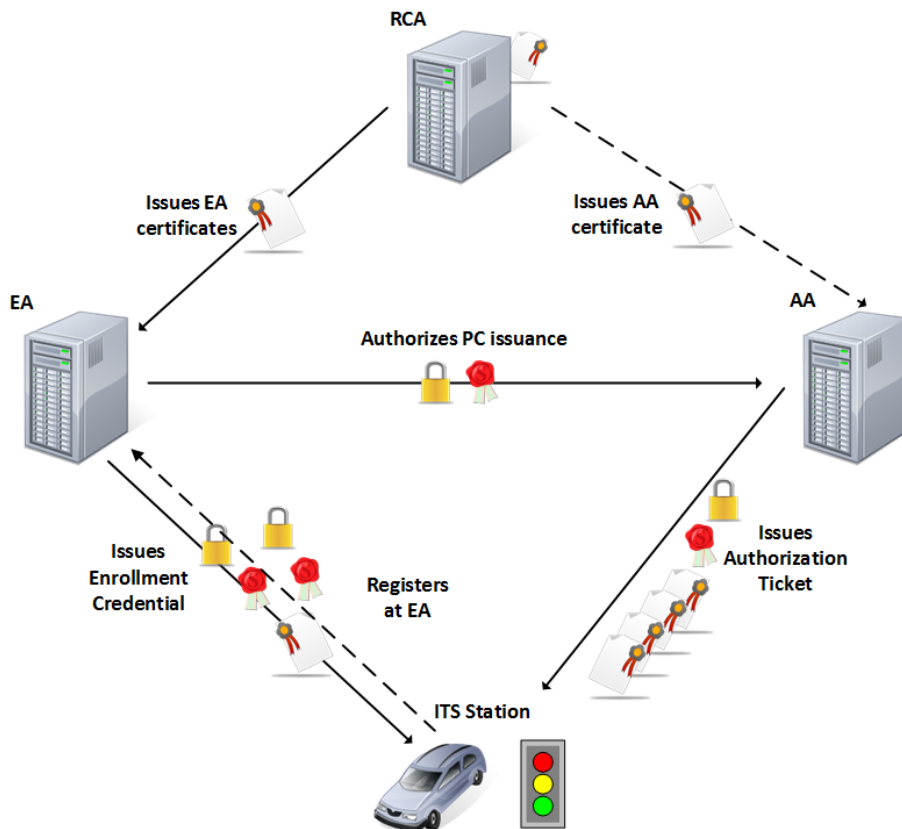 RCA
Issues EA
certificates
Issues AA
certificate
EA
AA
Authorizes PC issuance
Issues
Enrollment
Credential
Registers
at EA
Issues
Authorization
Ticket
ITS Station